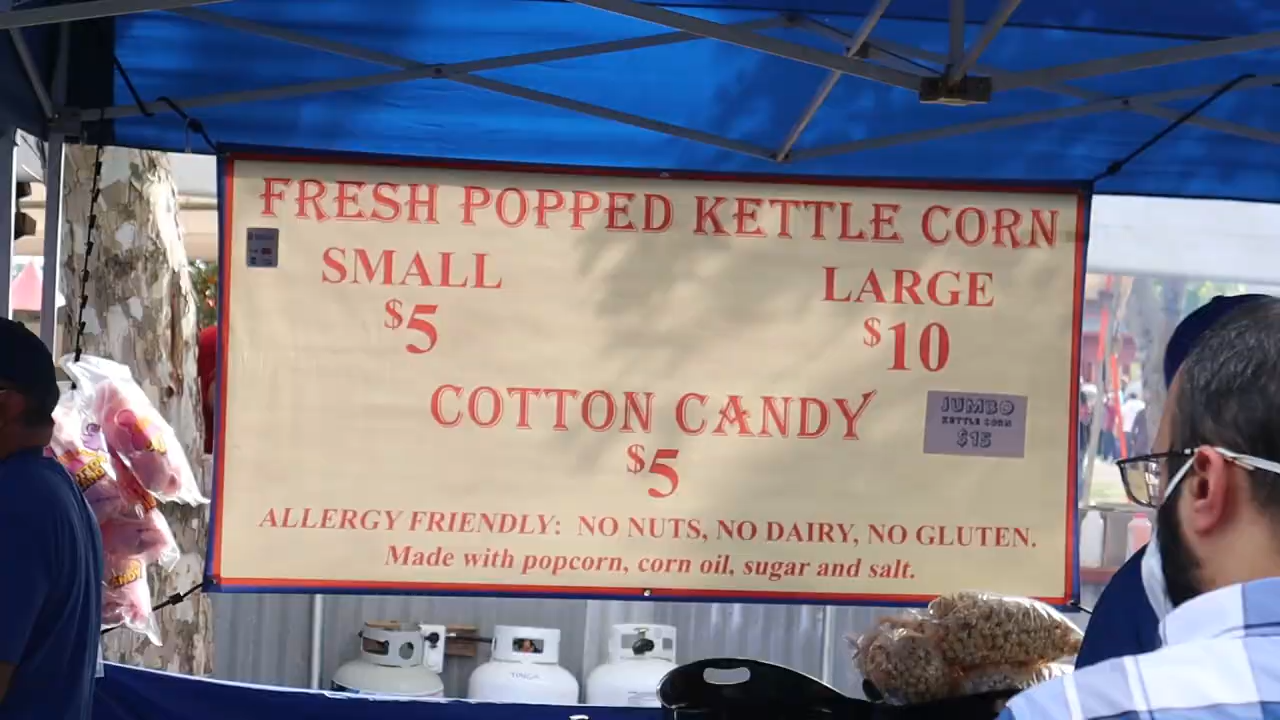 FRESH POPPED KETTLE CORN
SMALL
$5
LARGE
$10
COTTON CANDY
$5
JUMBO
KETTLE CORN
$15
ALLERGY FRIENDLY: NO NUTS, NO DAIRY, NO GLUTEN.
Made with popcorn, corn oil, sugar and salt.